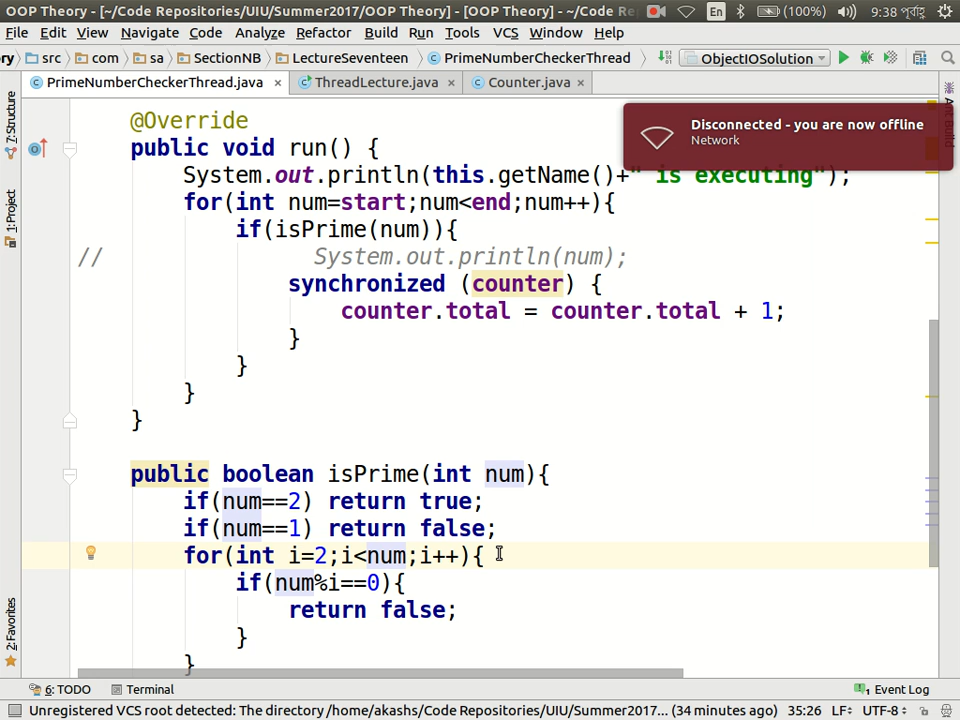 OOP Theory - [~/Code Repositories/UIU/Summer2017/OOP Theory] - [OOP Theory] - ~/Code Re
En (100%) 9:38 পূর্বাহ্ণ
File Edit View Navigate Code Analyze Refactor Build Run Tools VCS Window Help
ry src com sa SectionNB LectureSeventeen PrimeNumberCheckerThread ObjectIOSolution
PrimeNumberCheckerThread.java × ThreadLecture.java × Counter.java ×
7: Structure
1: Project
2: Favorites
Ant Build
Disconnected - you are now offline
Network
@Override
public void run() {
System.out.println(this.getName()+" is executing");
for(int num=start;num<end;num++){
if(isPrime(num)){
// System.out.println(num);
synchronized (counter) {
counter.total = counter.total + 1;
}
}
}
}
public boolean isPrime(int num){
if(num==2) return true;
if(num==1) return false;
for(int i=2;i<num;i++){
if(num%i==0){
return false;
}
}
6: TODO Terminal 1 Event Log
Unregistered VCS root detected: The directory /home/akashs/Code Repositories/UIU/Summer2017... (34 minutes ago) 35:26 LF UTF-8